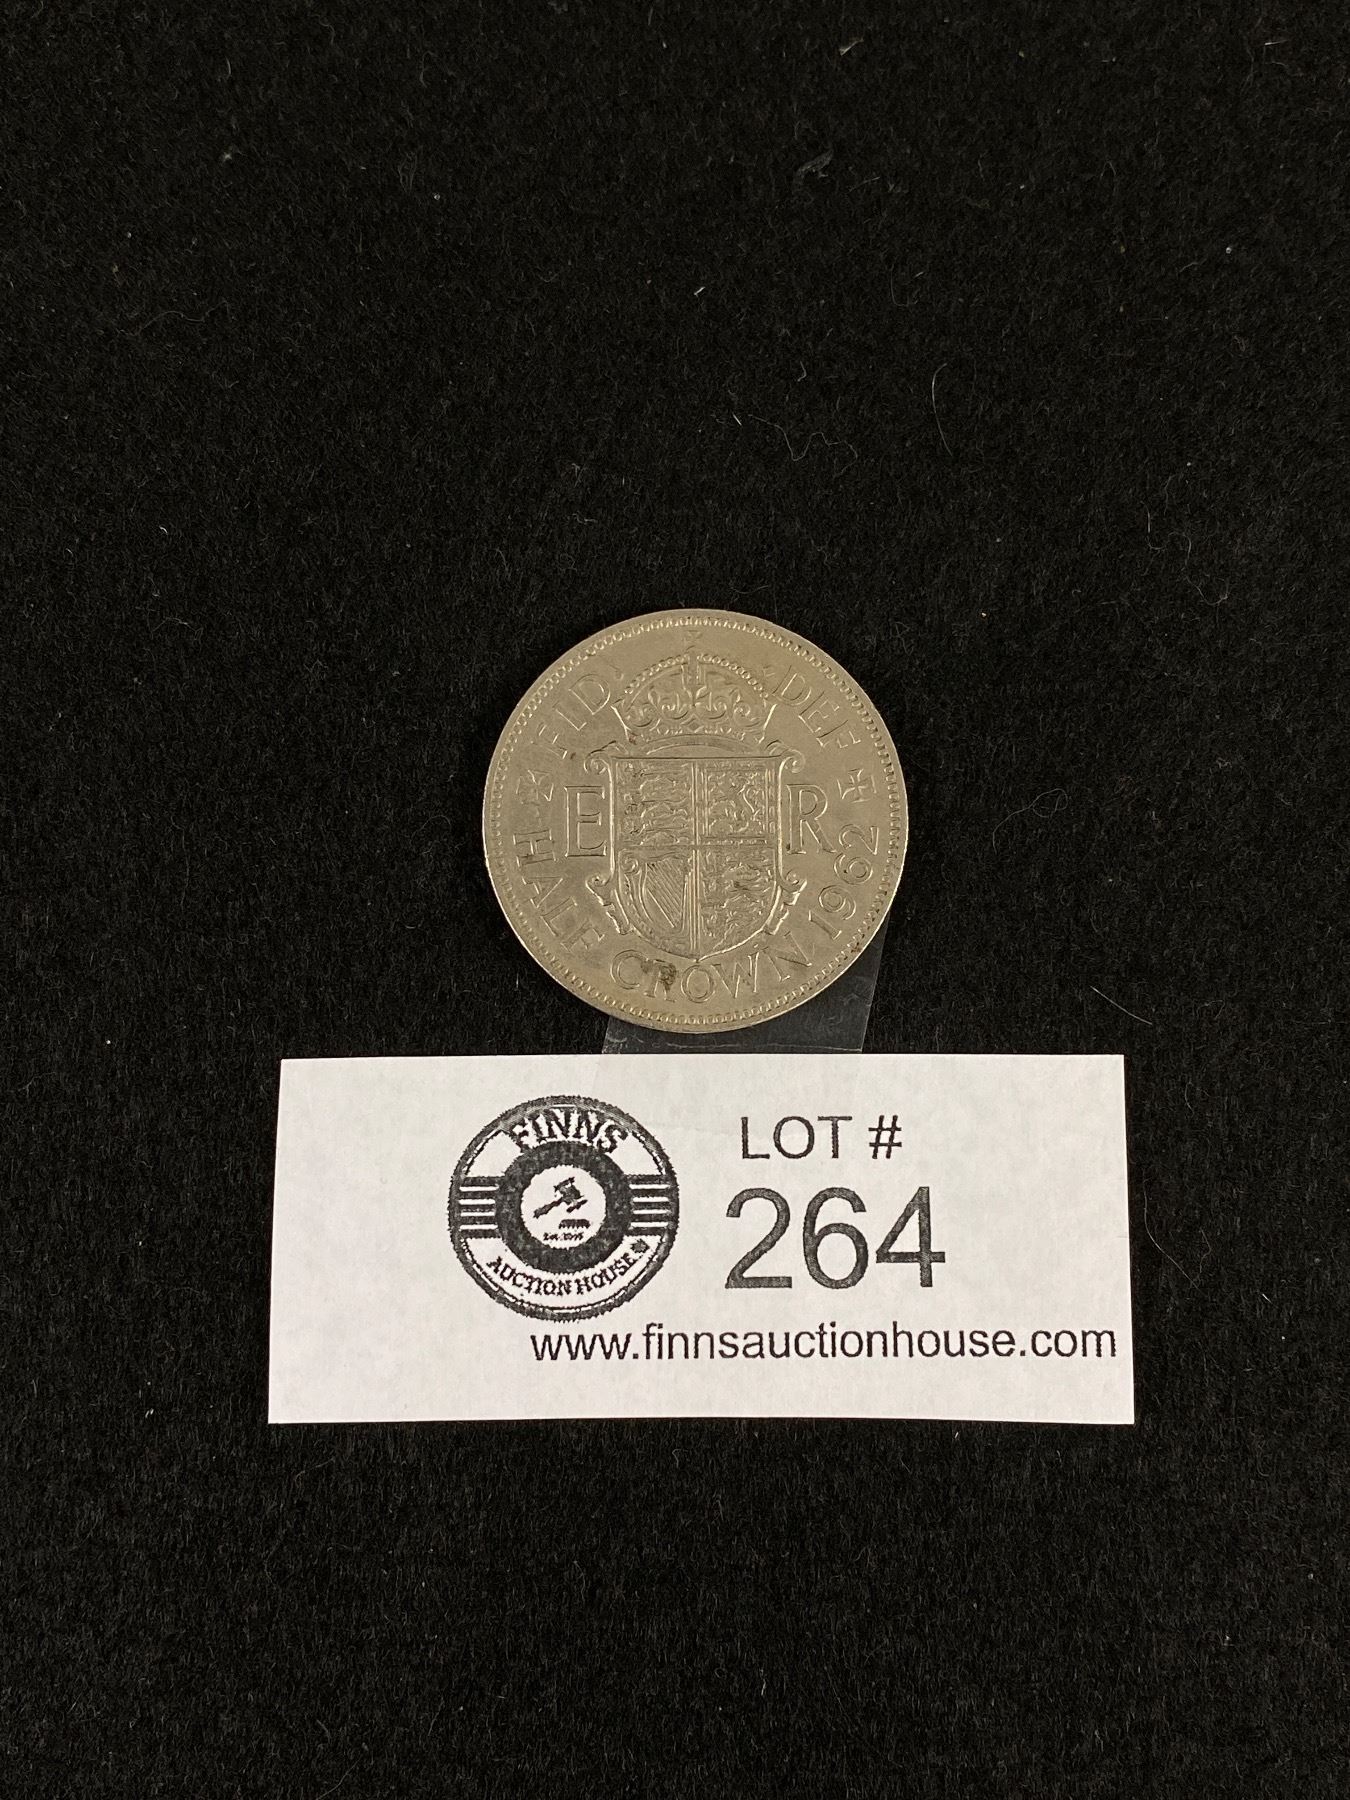 FID· ·DEF
E R
HALF CROWN 1962
FINNS
AUCTION HOUSE
LOT #
264
www.finnsauctionhouse.com